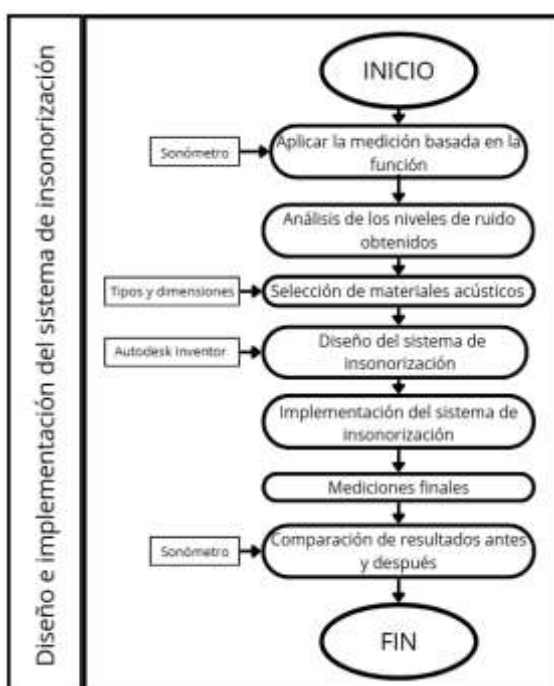 Diseño e implementación del sistema de insonorización
INICIO
Sonómetro
Aplicar la medición basada en la
función
Análisis de los niveles de ruido
obtenidos
Tipos y dimensiones
Selección de materiales acústicos
Autodesk Inventor
Diseño del sistema de
insonorización
Implementación del sistema de
insonorización
Mediciones finales
Sonómetro
Comparación de resultados antes
y después
FIN